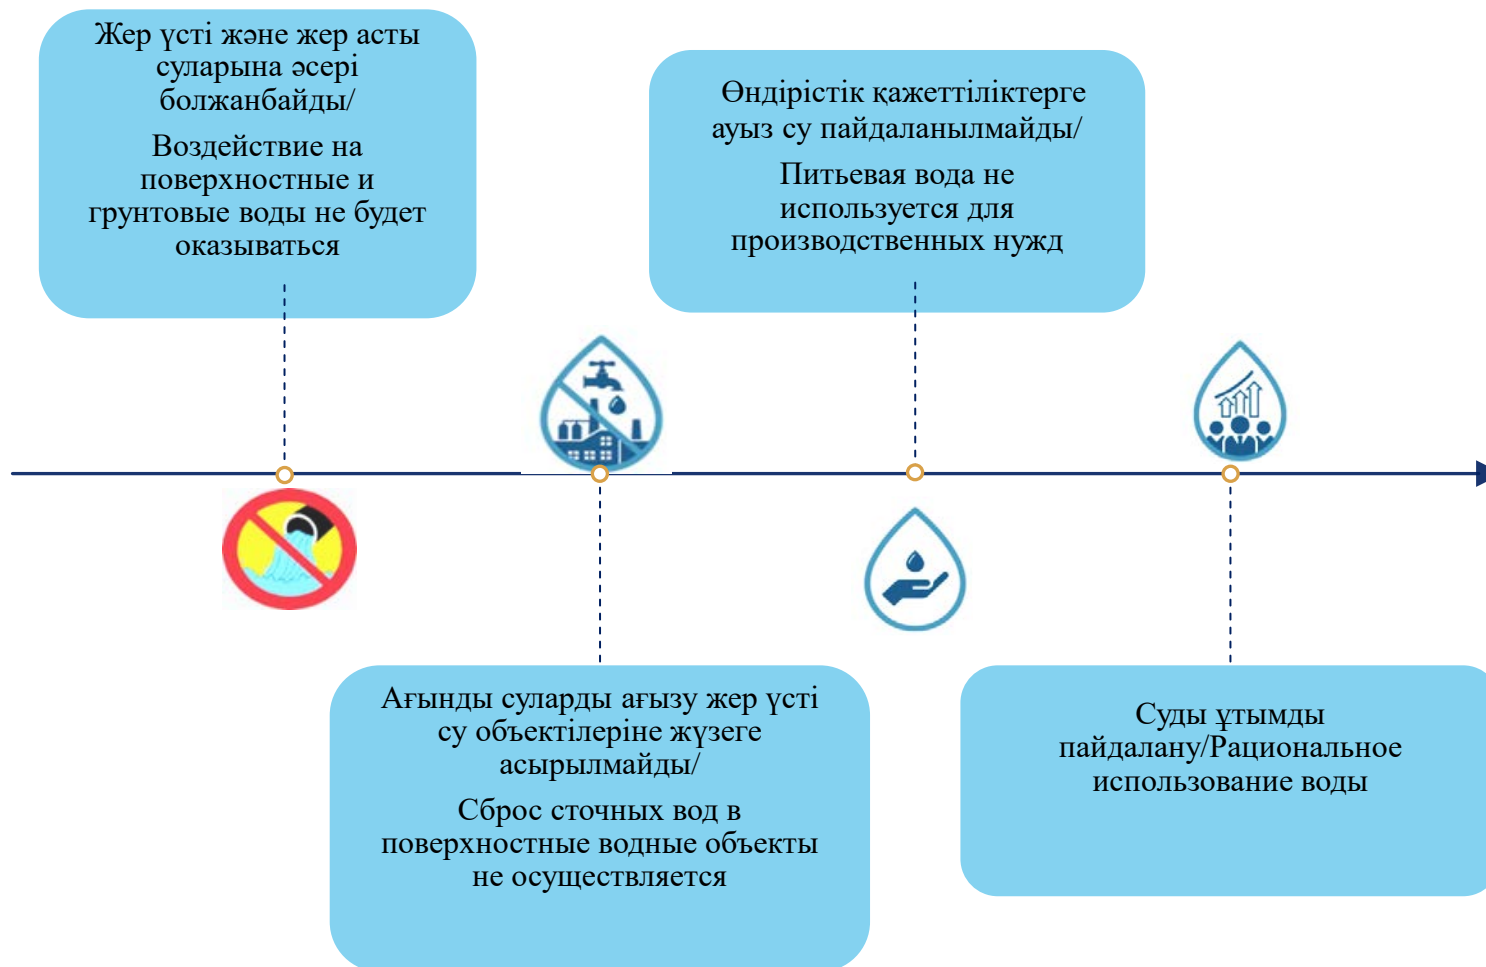 Жер үсті және жер асты
суларына әсері
болжанбайды/
Воздействие на
поверхностные и
грунтовые воды не будет
оказываться
Өндірістік қажеттіліктерге
ауыз су пайдаланылмайды/
Питьевая вода не
используется для
производственных нужд
Ағынды суларды ағызу жер үсті
су объектілеріне жүзеге
асырылмайды/
Сброс сточных вод в
поверхностные водные объекты
не осуществляется
Суды ұтымды
пайдалану/Рациональное
использование воды